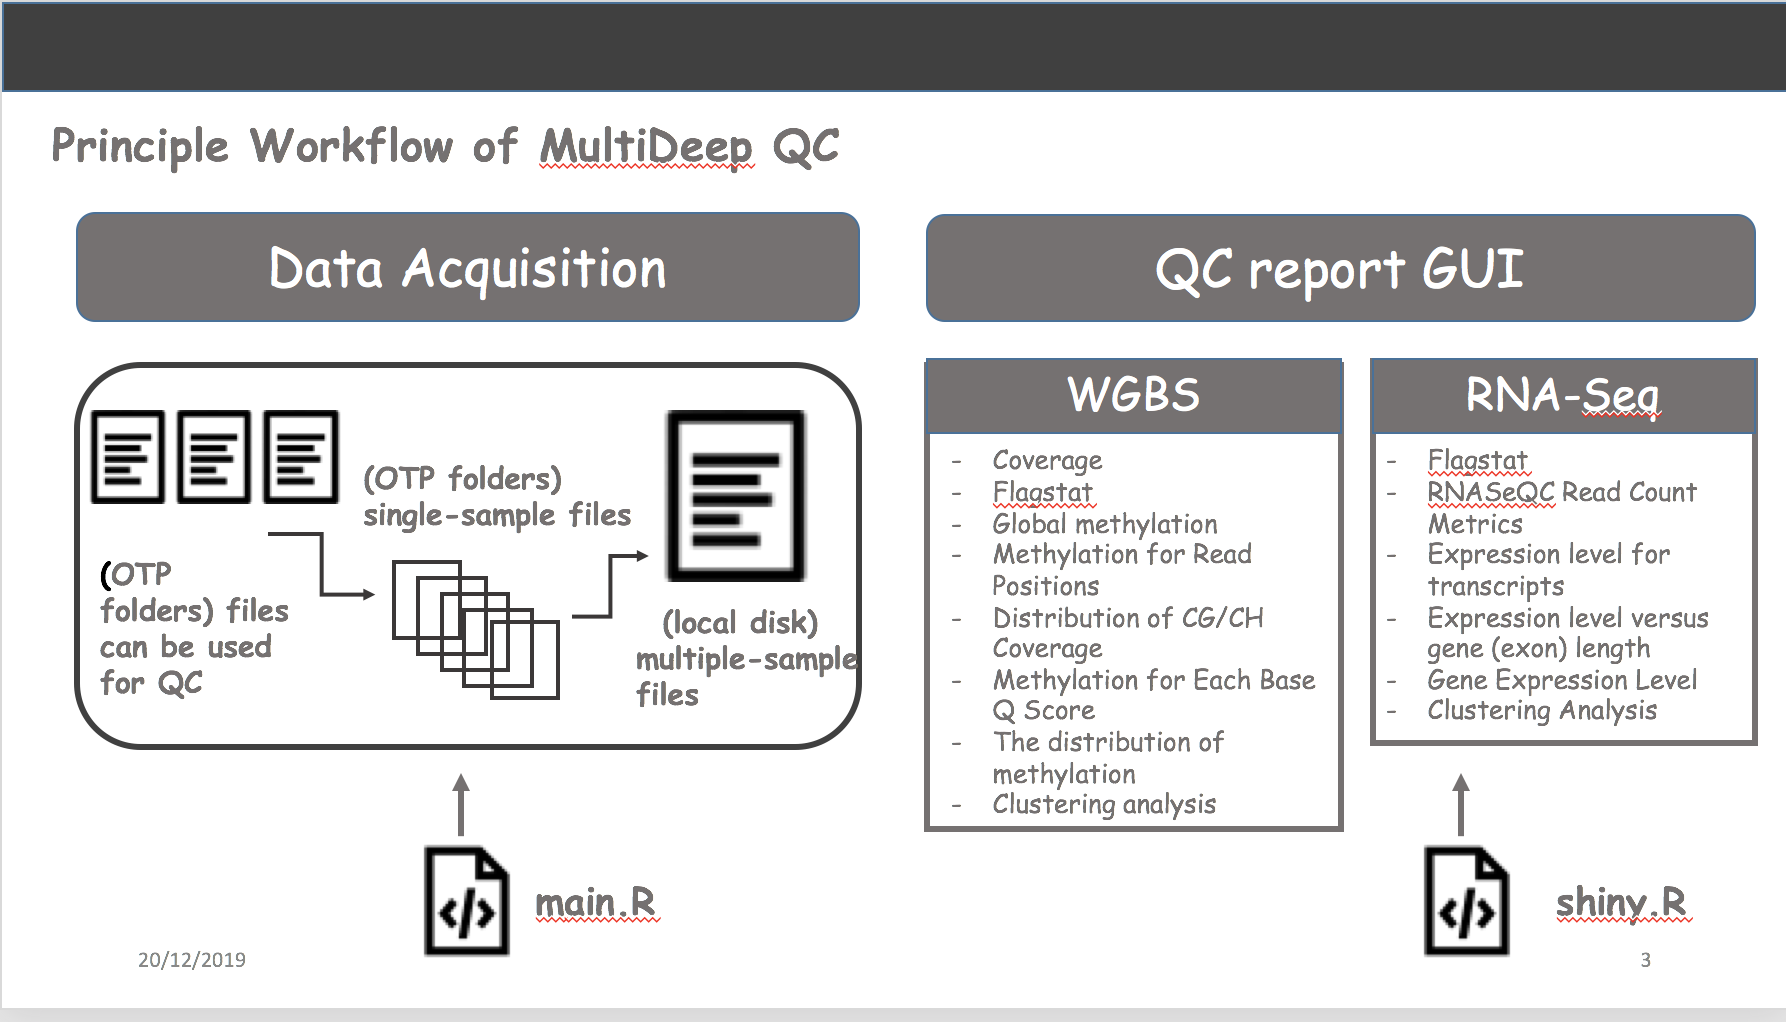 Principle Workflow of MultiDeep QC
Data Acquisition
(OTP folders)
single-sample files
(OTP
folders) files
can be used
for QC
(local disk)
multiple-sample
files
main.R
QC report GUI
WGBS
- Coverage
- Flagstat
- Global methylation
- Methylation for Read
Positions
- Distribution of CG/CH
Coverage
- Methylation for Each Base
Q Score
- The distribution of
methylation
- Clustering analysis
RNA-Seq
- Flagstat
- RNASeQC Read Count
Metrics
- Expression level for
transcripts
- Expression level versus
gene (exon) length
- Gene Expression Level
- Clustering Analysis
</> 
</>
shiny.R
20/12/2019
3